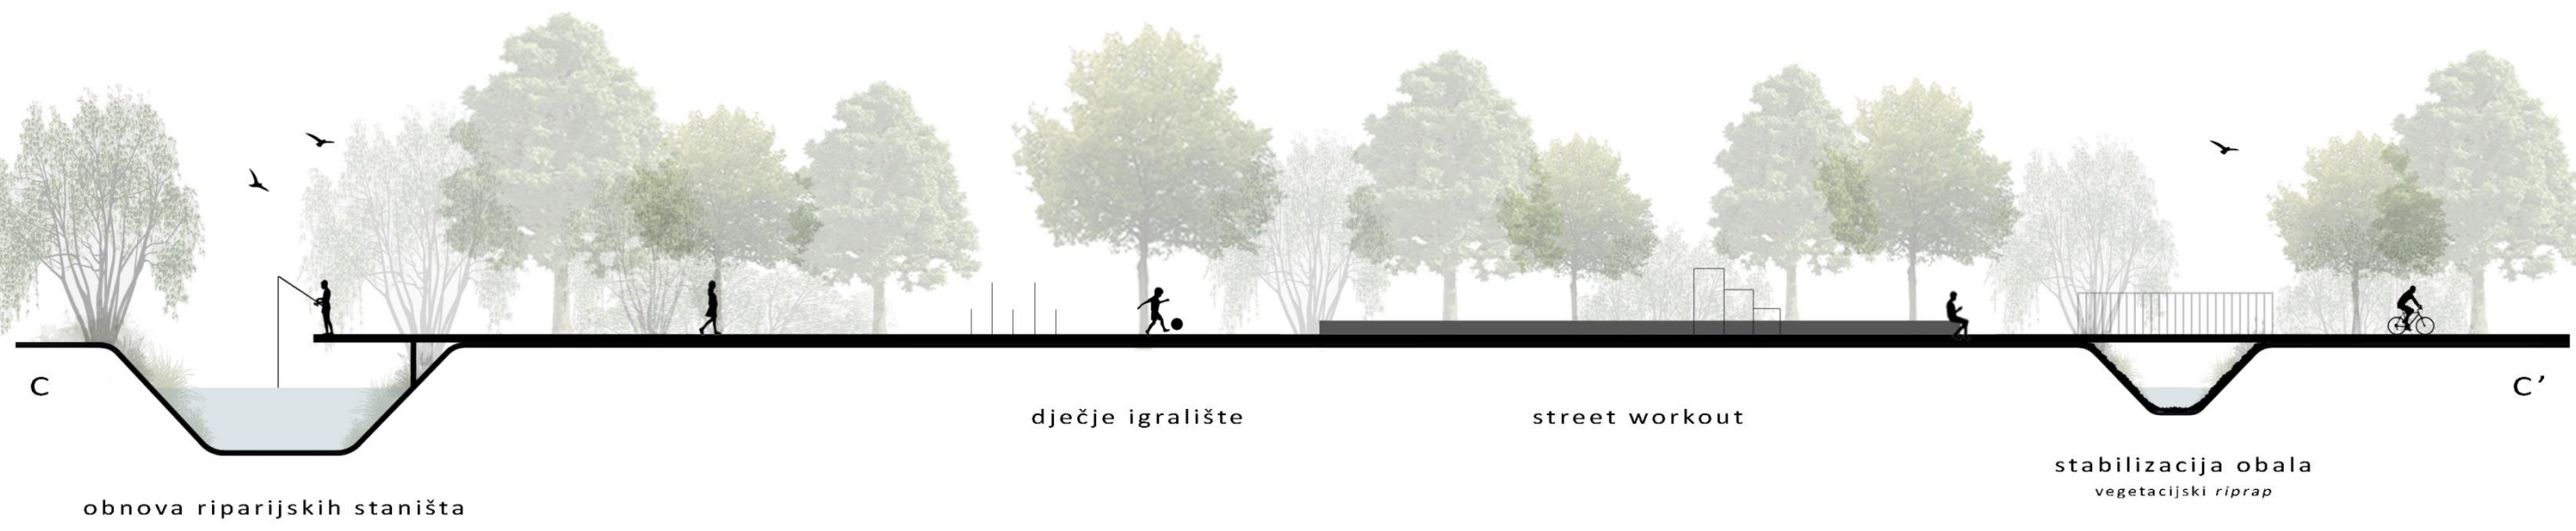 C
C’
dječje igralište
street workout
stabilizacija obala
vegetacijski riprap
obnova riparijskih staništa